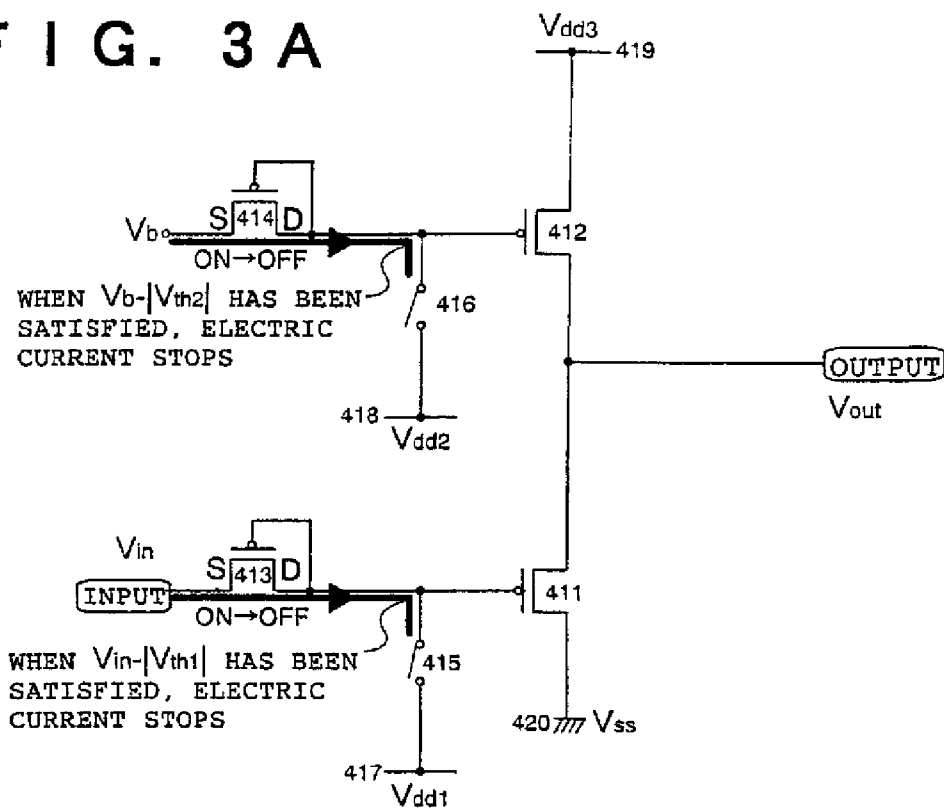 FIG. 3A
Vdd3
419
S 414 D
412
Vb
ON→OFF
WHEN Vb-|Vth2| HAS BEEN
SATISFIED, ELECTRIC
CURRENT STOPS
416
OUTPUT
Vout
418
Vdd2
Vin
S 413 D
411
INPUT
ON→OFF
WHEN Vin-|Vth1| HAS BEEN
SATISFIED, ELECTRIC
CURRENT STOPS
415
420 Vss
417
Vdd1